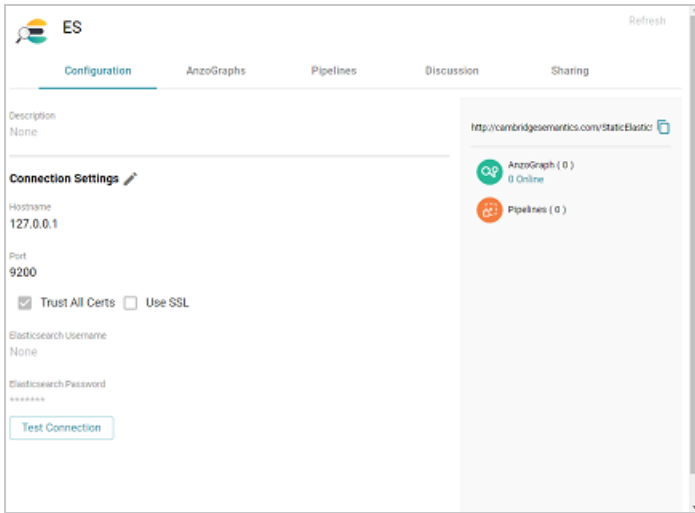 ES
Refresh
Configuration AnzoGraphs Pipelines Discussion Sharing
Description
None
Connection Settings
Hostname
127.0.0.1
Port
9200
Trust All Certs Use SSL
Elasticsearch Username
None
Elasticsearch Password
*******
Test Connection
http://cambridgesemantics.com/StaticElastics
AnzoGraph ( 0 )
0 Online
Pipelines ( 0 )